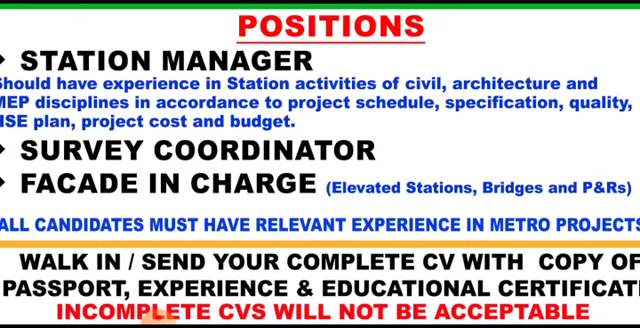 POSITIONS
STATION MANAGER
Should have experience in Station activities of civil, architecture and
MEP disciplines in accordance to project schedule, specification, quality,
HSE plan, project cost and budget.
SURVEY COORDINATOR
FACADE IN CHARGE (Elevated Stations, Bridges and P&Rs)
ALL CANDIDATES MUST HAVE RELEVANT EXPERIENCE IN METRO PROJECTS
WALK IN / SEND YOUR COMPLETE CV WITH COPY OF
PASSPORT, EXPERIENCE & EDUCATIONAL CERTIFICAT
INCOMPLETE CVS WILL NOT BE ACCEPTABLE